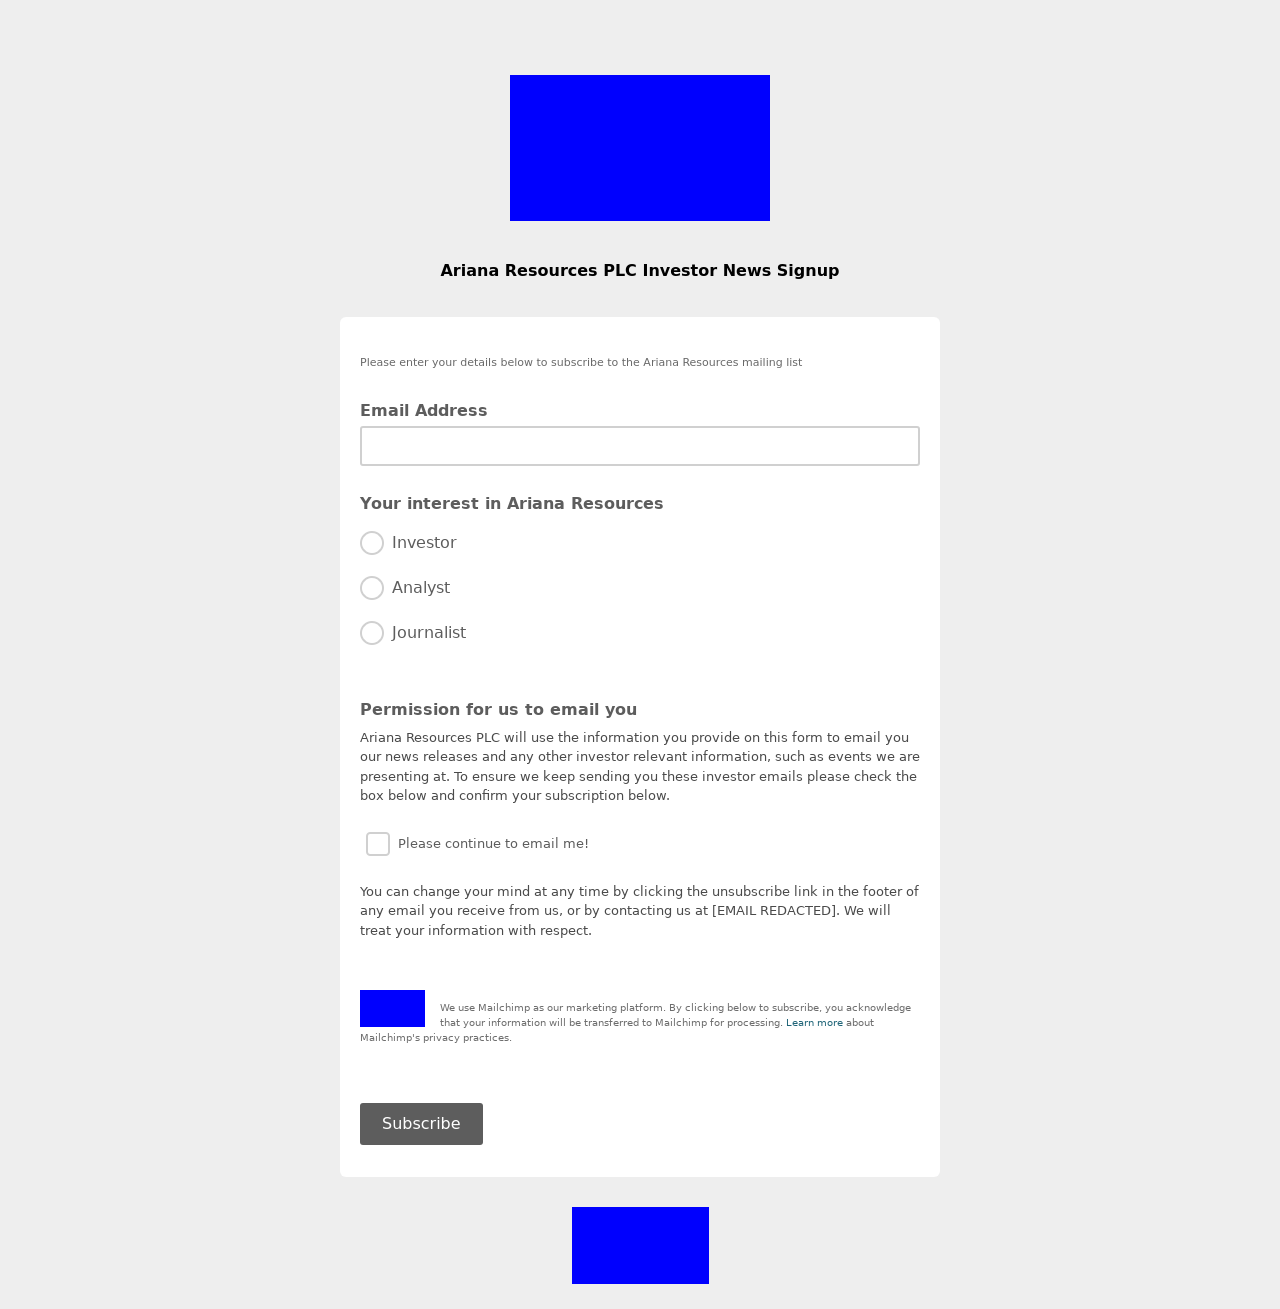 Ariana Resources PLC Investor News Signup
Please enter your details below to subscribe to the Ariana Resources mailing list
Email Address
Your interest in Ariana Resources
Investor
Analyst
Journalist
Permission for us to email you
Ariana Resources PLC will use the information you provide on this form to email you
our news releases and any other investor relevant information, such as events we are
presenting at. To ensure we keep sending you these investor emails please check the
box below and confirm your subscription below.
Please continue to email me!
You can change your mind at any time by clicking the unsubscribe link in the footer of
any email you receive from us, or by contacting us at [EMAIL REDACTED]. We will
treat your information with respect.
We use Mailchimp as our marketing platform. By clicking below to subscribe, you acknowledge
that your information will be transferred to Mailchimp for processing. Learn more about
Mailchimp's privacy practices.
Subscribe